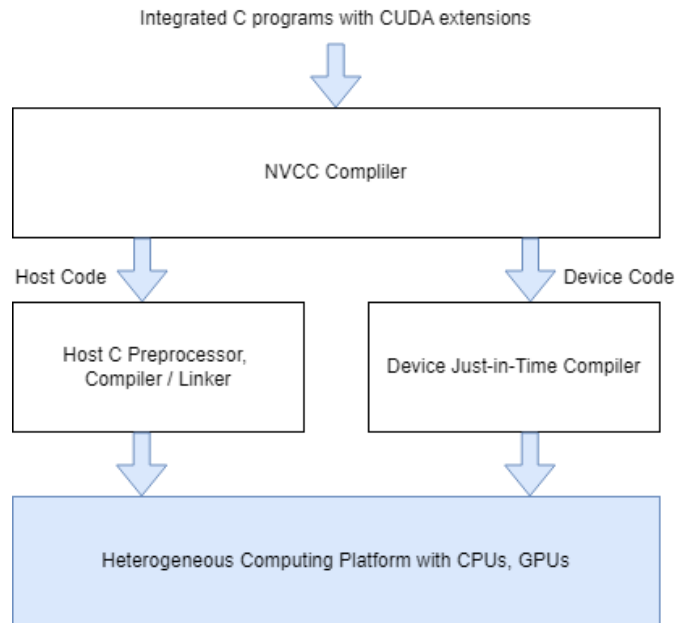 Integrated C programs with CUDA extensions
NVCC Compliler
Host Code
Device Code
Host C Preprocessor,
Compiler / Linker
Device Just-in-Time Compiler
Heterogeneous Computing Platform with CPUs, GPUs